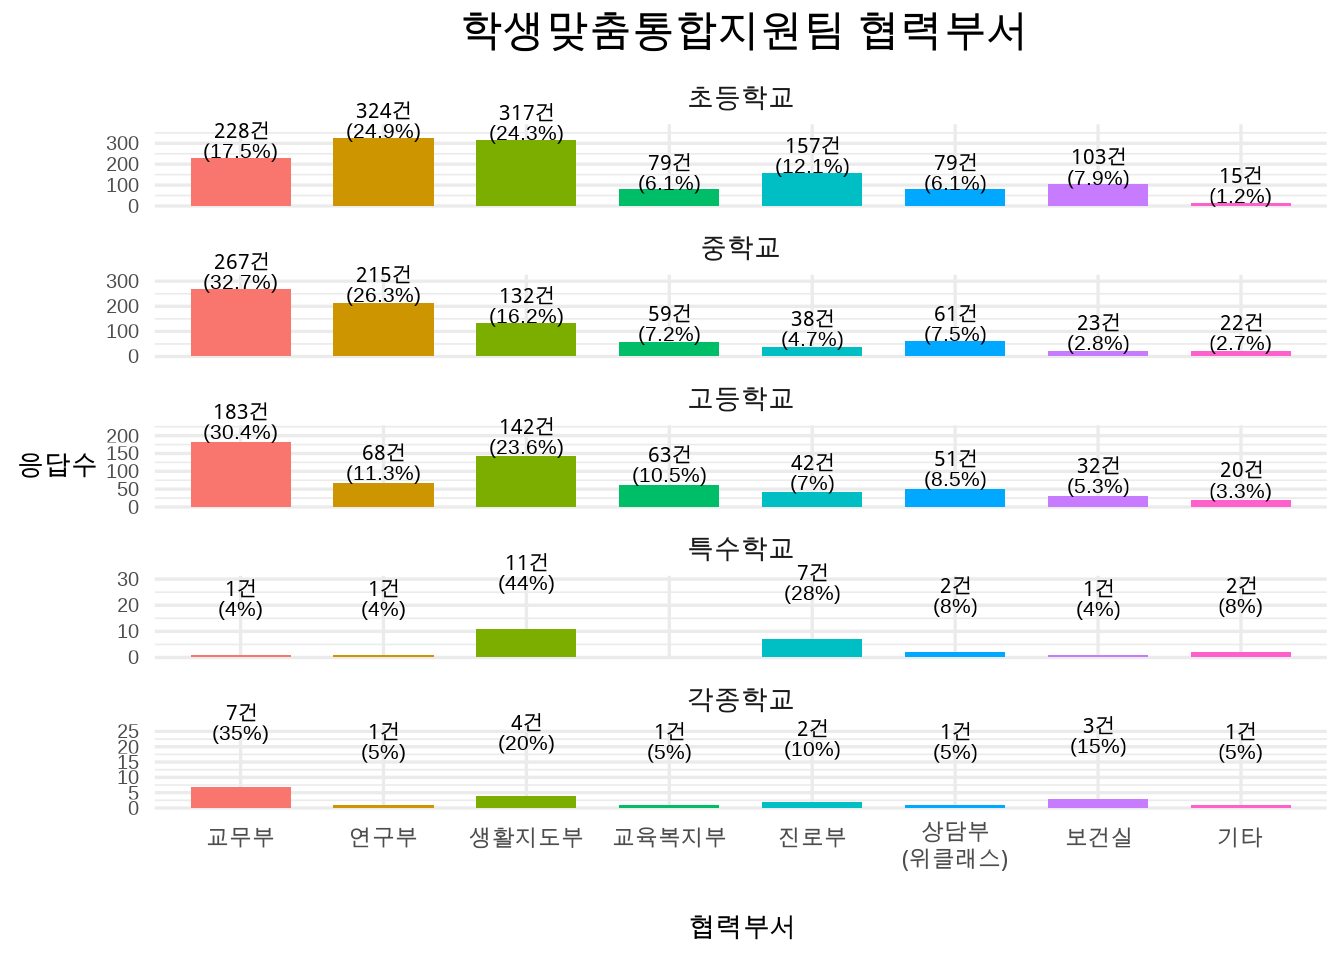 학생맞춤통합지원팀 협력부서
초등학교
228건 324건 317건 79건 157건 79건 103건 15건
(17.5%) (24.9%) (24.3%) (6.1%) (12.1%) (6.1%) (7.9%) (1.2%)
300
200
100
0
중학교
267건 215건 132건 59건 38건 61건 23건 22건
(32.7%) (26.3%) (16.2%) (7.2%) (4.7%) (7.5%) (2.8%) (2.7%)
300
200
100
0
고등학교
183건 68건 142건 63건 42건 51건 32건 20건
(30.4%) (11.3%) (23.6%) (10.5%) (7%) (8.5%) (5.3%) (3.3%)
200
150
100
50
0
응답수
특수학교
1건 1건 11건 7건 2건 1건 2건
(4%) (4%) (44%) (28%) (8%) (4%) (8%)
30
20
10
0
각종학교
7건 1건 4건 1건 2건 1건 3건 1건
(35%) (5%) (20%) (5%) (10%) (5%) (15%) (5%)
25
20
15
10
5
0
교무부 연구부 생활지도부 교육복지부 진로부 상담부 보건실 기타
(위클래스)
협력부서